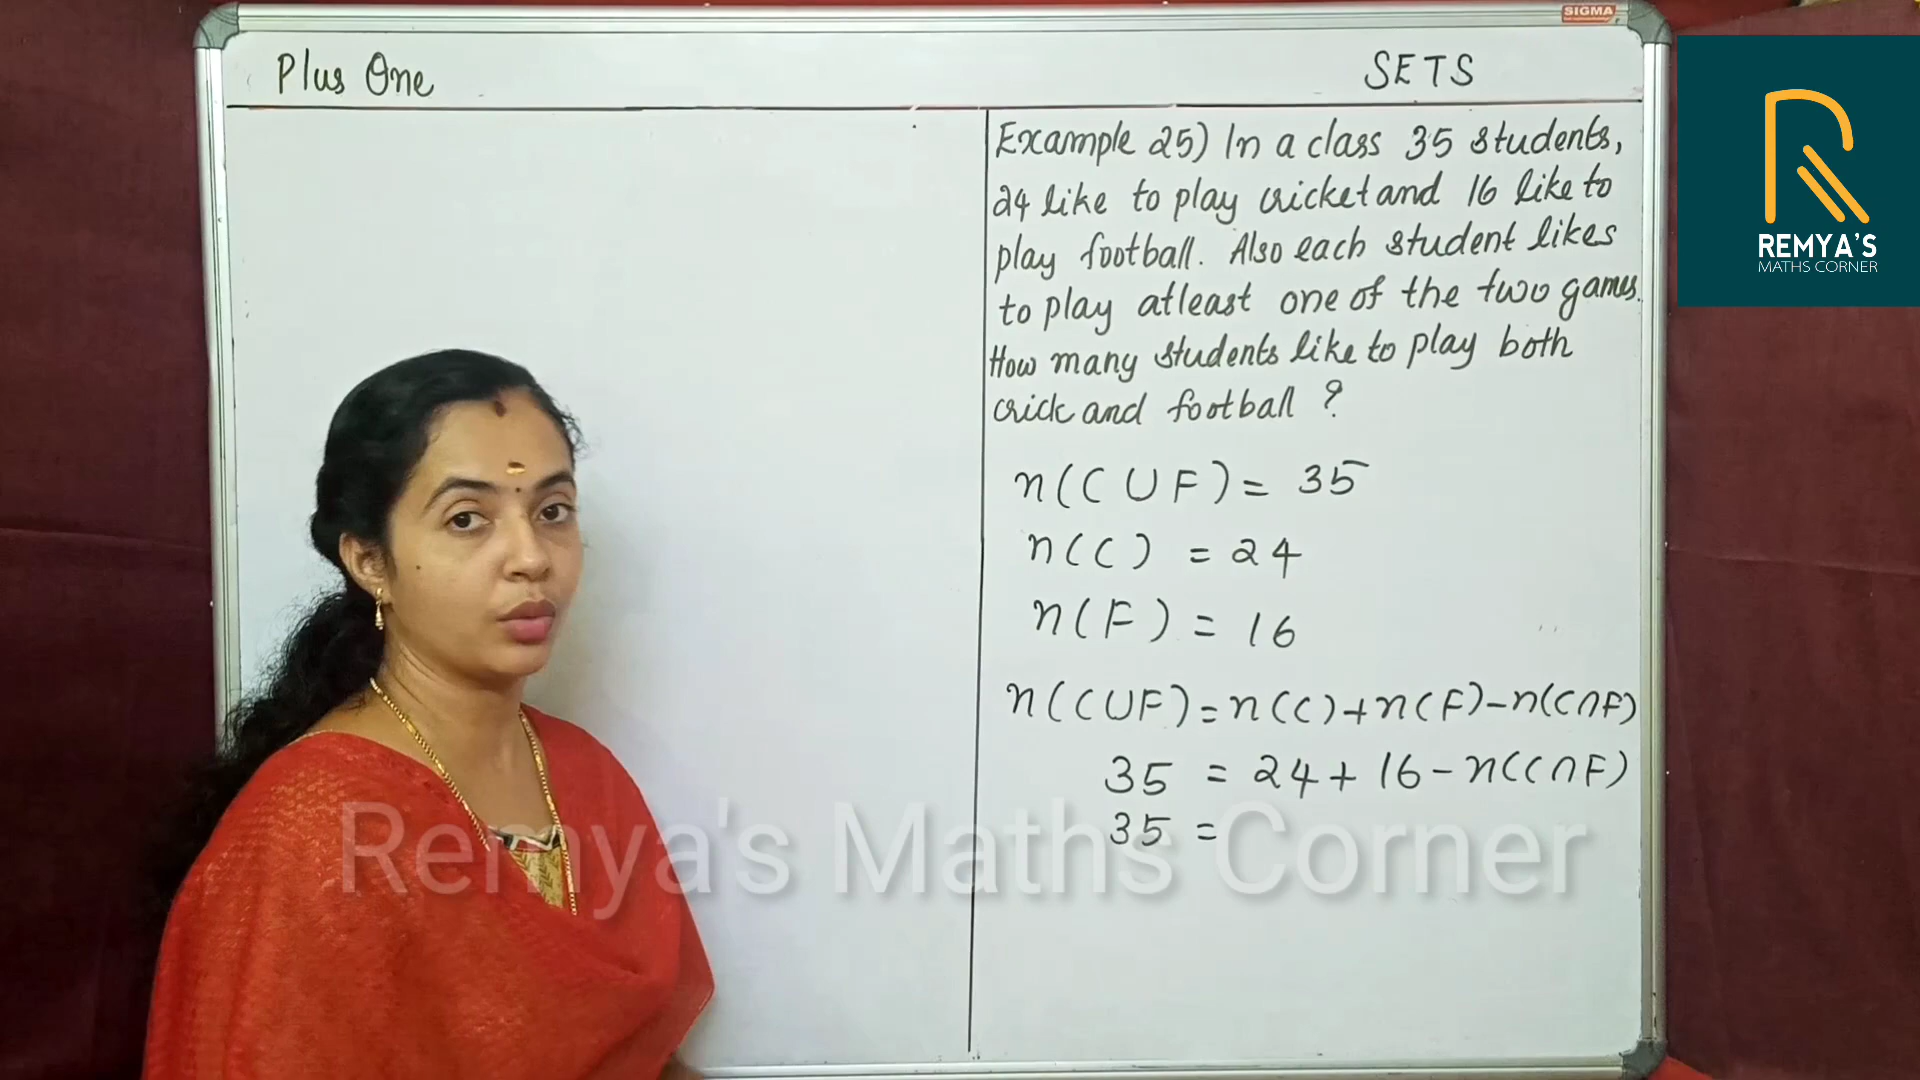 SIGMA
Plus One
SETS
Example 25) In a class 35 students,
24 like to play cricket and 16 like to
play football. Also each student likes
to play atleast one of the two games.
How many students like to play both
crick and football ?
n(C∪F) = 35
n(C) = 24
n(F) = 16
n(C∪F) = n(C) + n(F) - n(C∩F)
35 = 24 + 16 - n(C∩F)
35 =
REMYA'S
MATHS CORNER
Remya's Maths Corner